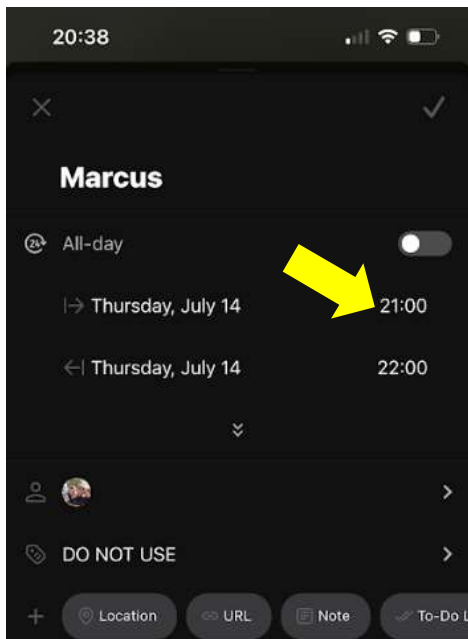 20:38
Marcus
24 All-day
Thursday, July 14 21:00
Thursday, July 14 22:00
DO NOT USE
Location URL Note To-Do L